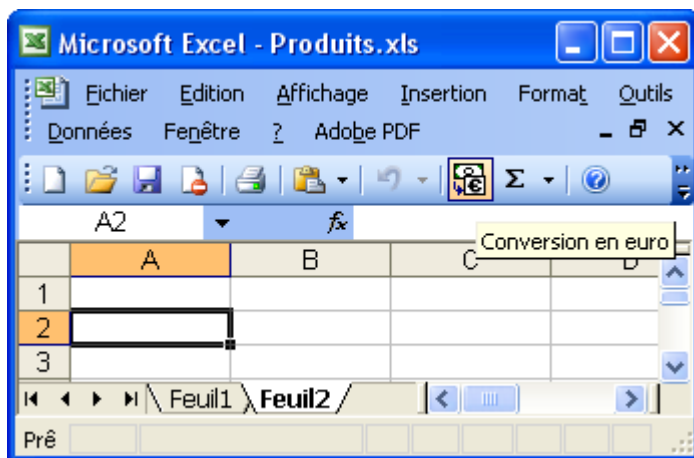 Microsoft Excel - Produits.xls
Fichier Edition Affichage Insertion Format Outils
Données Fenêtre ? Adobe PDF
A2 fx
Conversion en euro
A B C D
1
2
3
Feuil1 Feuil2
Prê